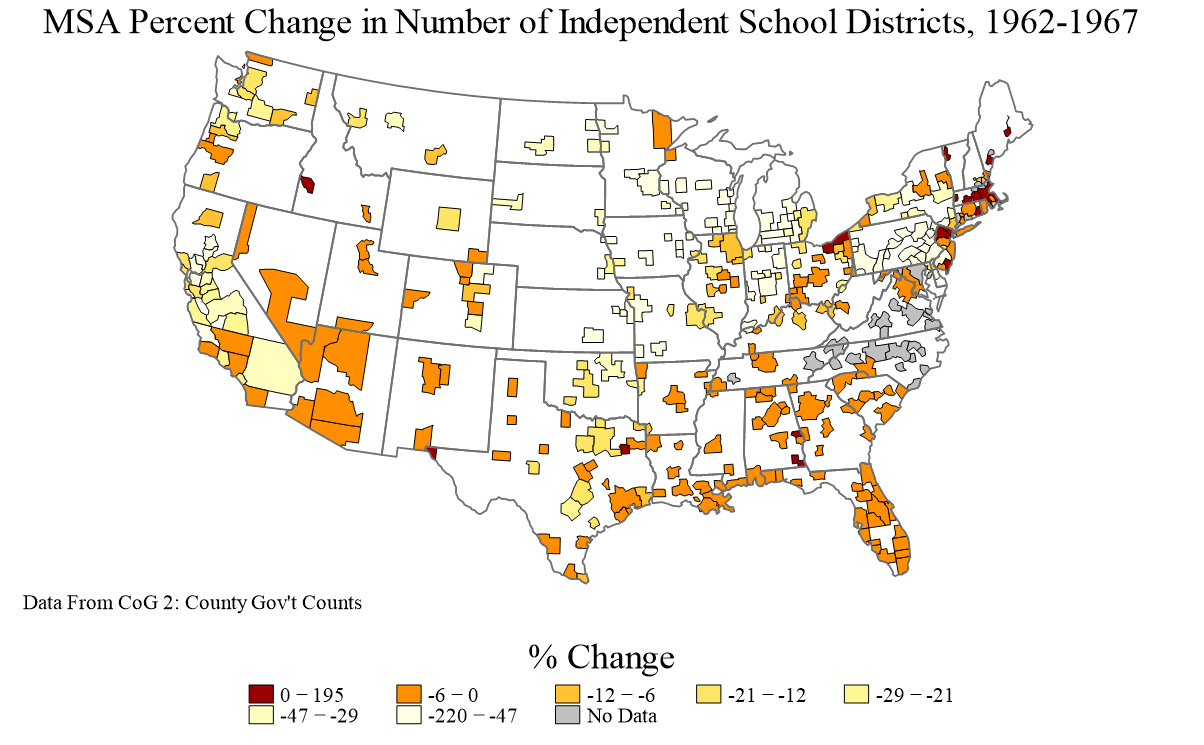 MSA Percent Change in Number of Independent School Districts, 1962-1967
Data From CoG 2: County Gov't Counts
% Change
0 − 195
-6 − 0
-12 − -6
-21 − -12
-29 − -21
-47 − -29
-220 − -47
No Data